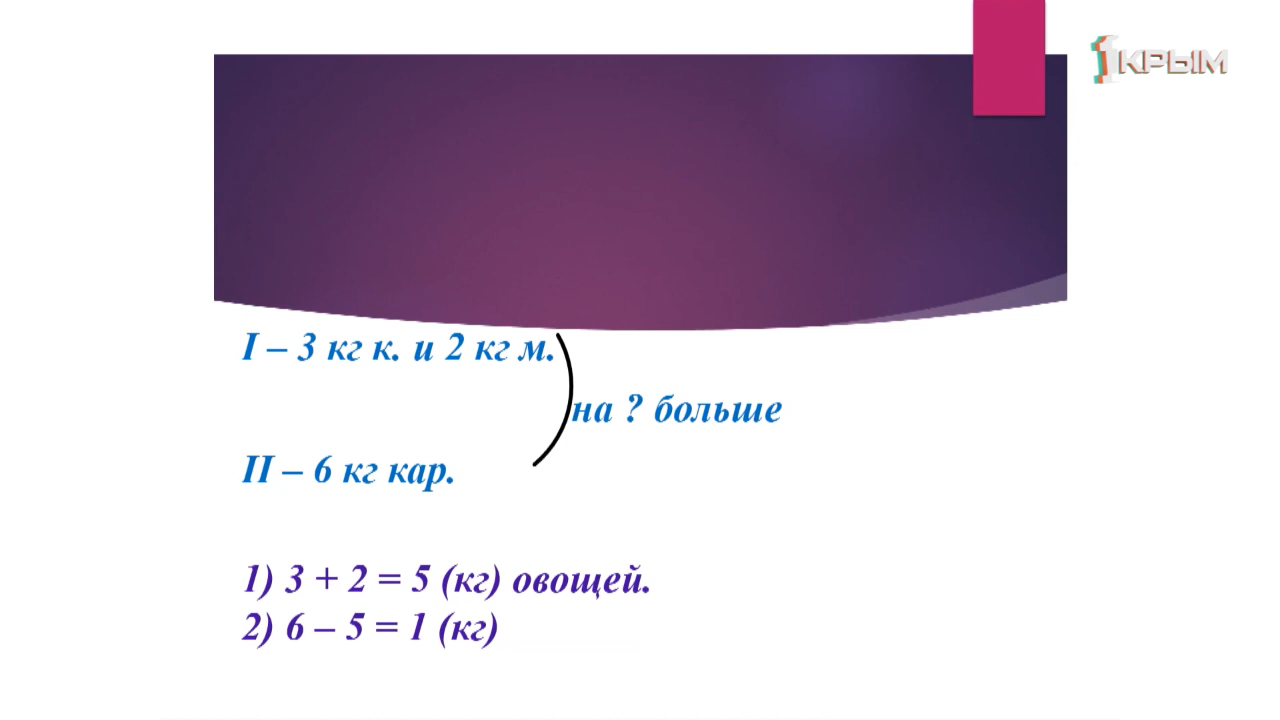 1 КРЫМ
I – 3 кг к. и 2 кг м.
на ? больше
II – 6 кг кар.
1) 3 + 2 = 5 (кг) овощей.
2) 6 – 5 = 1 (кг)